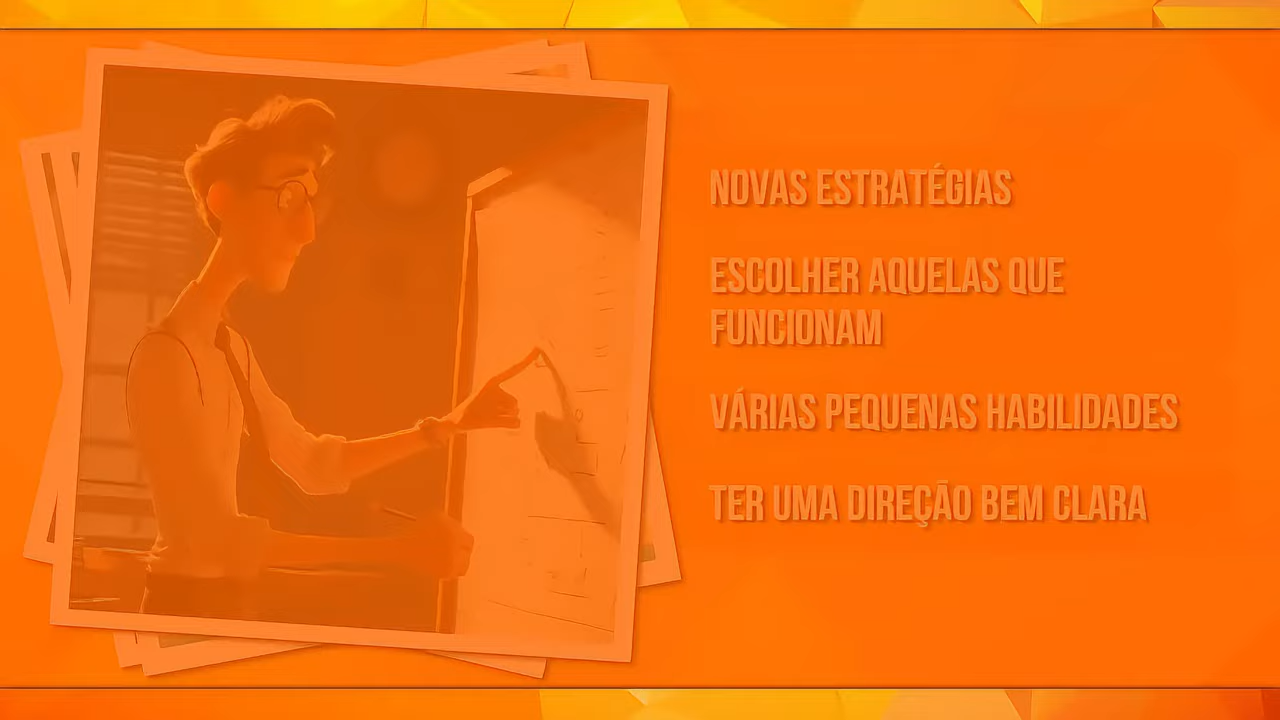 NOVAS ESTRATÉGIAS
ESCOLHER AQUELAS QUE
FUNCIONAM
VÁRIAS PEQUENAS HABILIDADES
TER UMA DIREÇÃO BEM CLARA